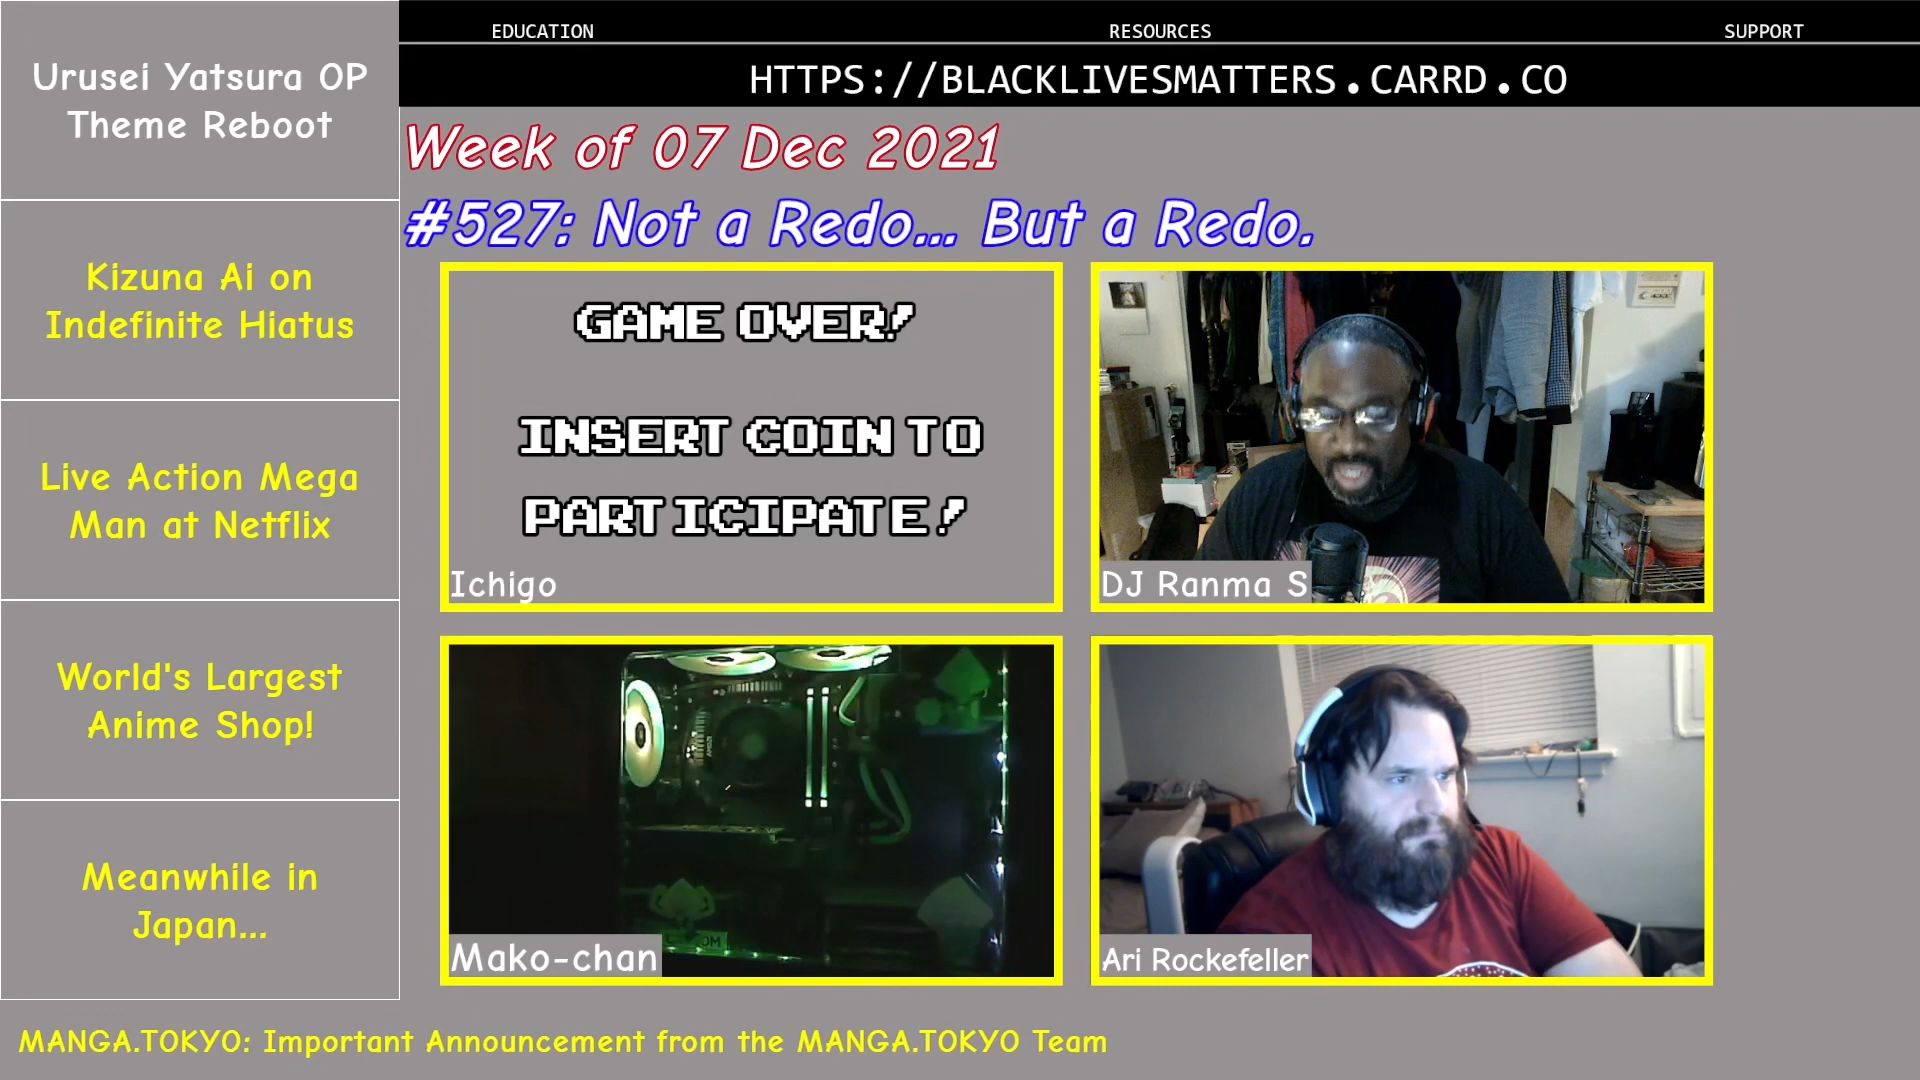 EDUCATION
RESOURCES
SUPPORT
HTTPS://BLACKLIVESMATTERS.CARRD.CO
Urusei Yatsura OP
Theme Reboot
Kizuna Ai on
Indefinite Hiatus
Live Action Mega
Man at Netflix
World's Largest
Anime Shop!
Meanwhile in
Japan...
Week of 07 Dec 2021
#527: Not a Redo... But a Redo.
GAME OVER!
INSERT COIN TO
PARTICIPATE!
Ichigo
DJ Ranma S
Mako-chan
Ari Rockefeller
MANGA.TOKYO: Important Announcement from the MANGA.TOKYO Team